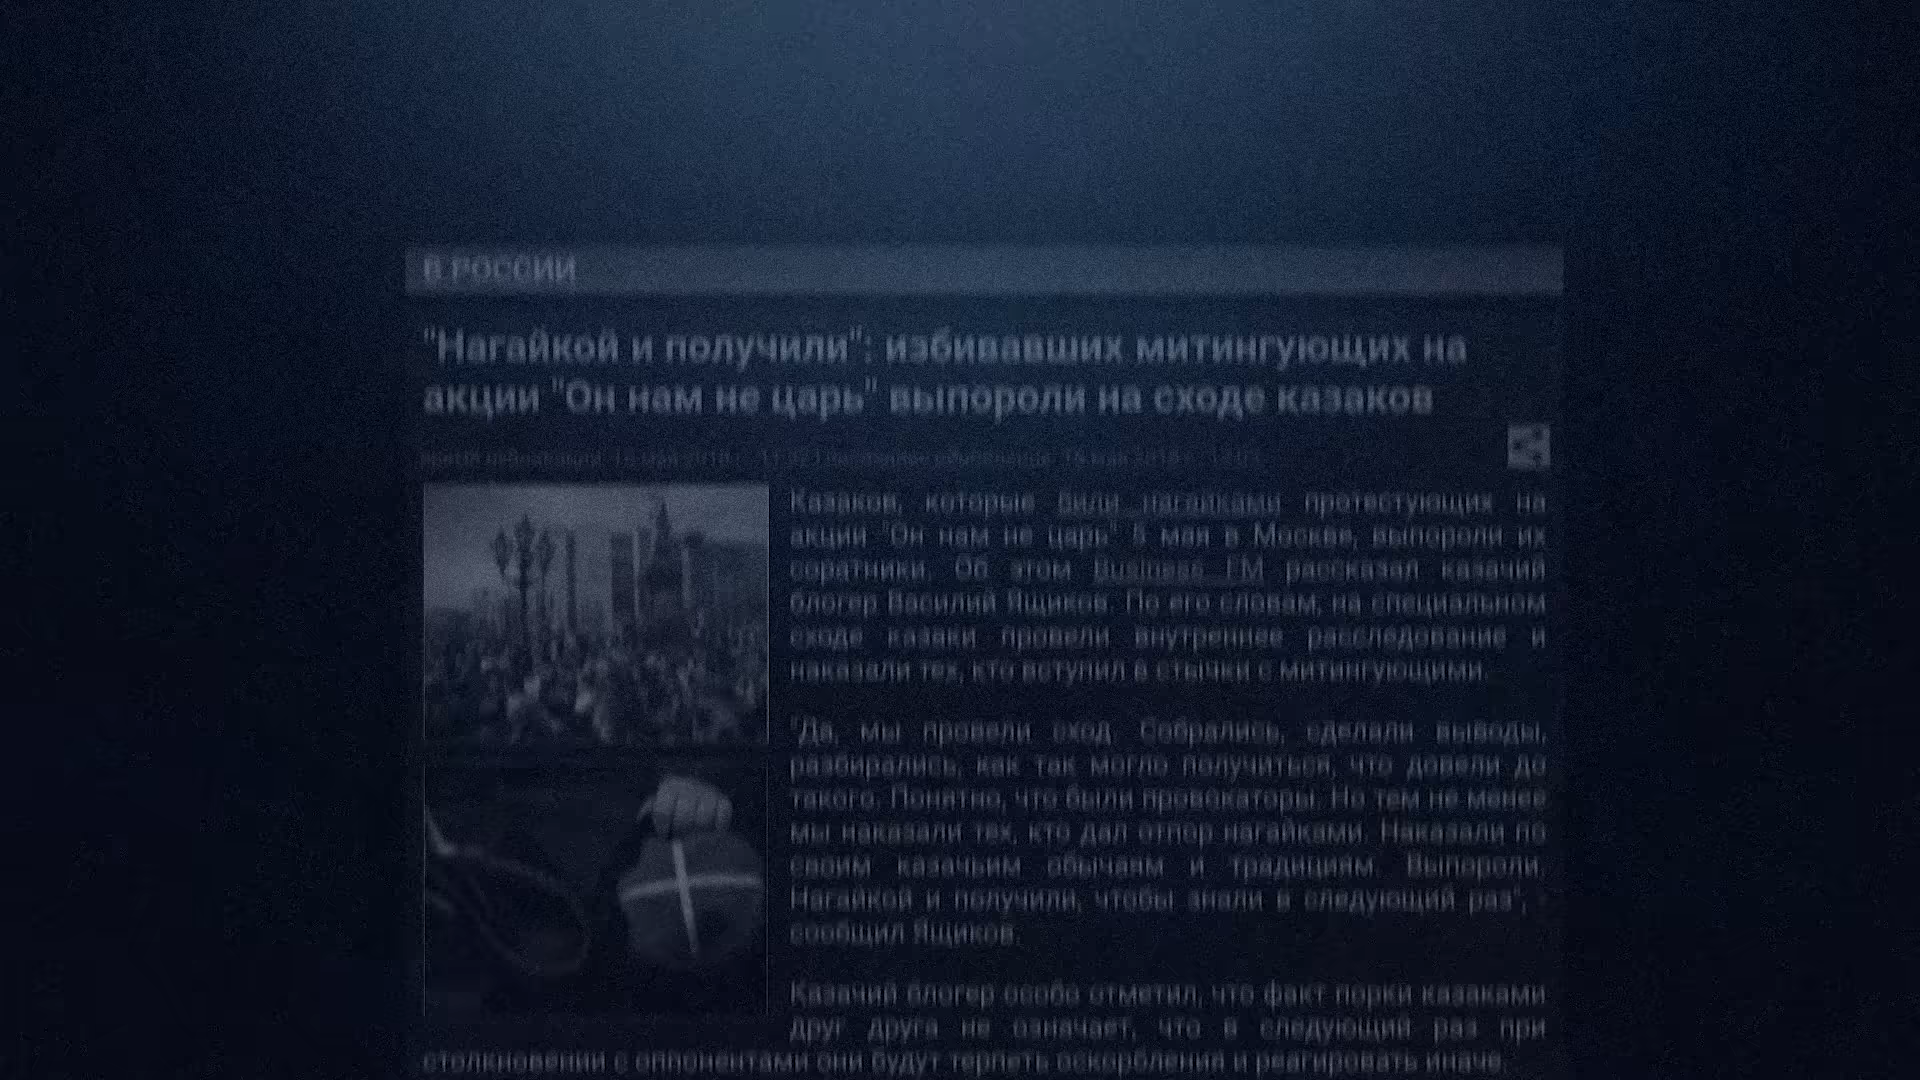 В РОССИИ
"Нагайкой и получили": избивавших митингующих на
акции "Он нам не царь" выпороли на сходе казаков
Казаков, которые били нагайками протестующих на
акции "Он нам не царь" 5 мая в Москве, выпороли их
соратники. Об этом Business FM рассказал казачий
блогер Василий Ящиков. По его словам, на специальном
сходе казаки провели внутреннее расследование и
наказали тех, кто вступил в стычки с митингующими.
"Да, мы провели сход. Собрались, сделали выводы,
разбирались, как так могло получиться, что довели до
такого. Понятно, что были провокаторы. Но тем не менее
мы наказали тех, кто дал отпор нагайками. Наказали по
своим казачьим обычаям и традициям. Выпороли.
Нагайкой и получили, чтобы знали в следующий раз", -
сообщил Ящиков.
Казачий блогер особо отметил, что факт порки казаками
друг друга не означает, что в следующий раз при
столкновении с оппонентами они будут терпеть оскорбления и реагировать иначе.